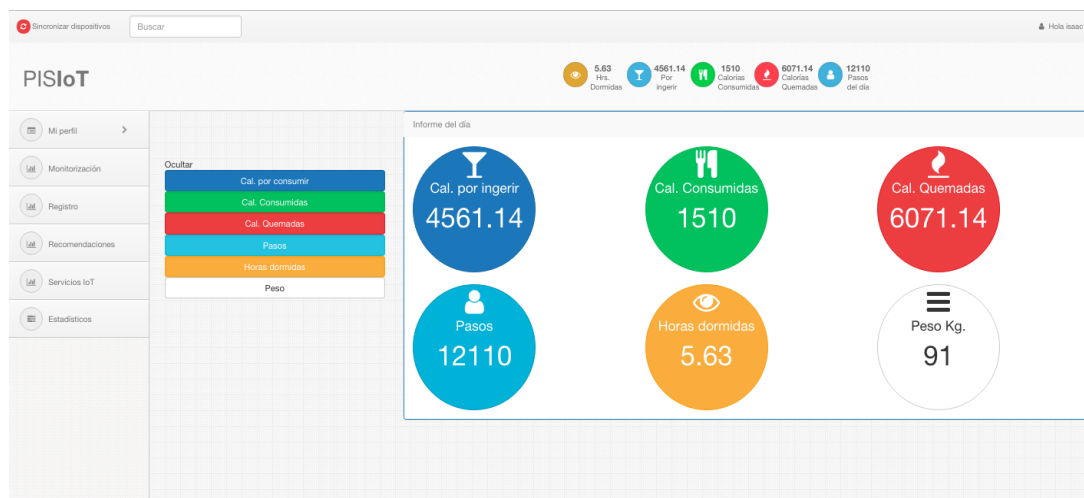 Sincronizar dispositivos
Buscar
Hola isaac
PISIoT
5.63
Hrs.
Dormidas
4561.14
Por
ingerir
1510
Calorías
Consumidas
6071.14
Calorías
Quemadas
12110
Pasos
del día
Mi perfil
Monitorización
Registro
Recomendaciones
Servicios IoT
Estadísticos
Ocultar
Cal. por consumir
Cal. Consumidas
Cal. Quemadas
Pasos
Horas dormidas
Peso
Informe del día
Cal. por ingerir
4561.14
Cal. Consumidas
1510
Cal. Quemadas
6071.14
Pasos
12110
Horas dormidas
5.63
Peso Kg.
91